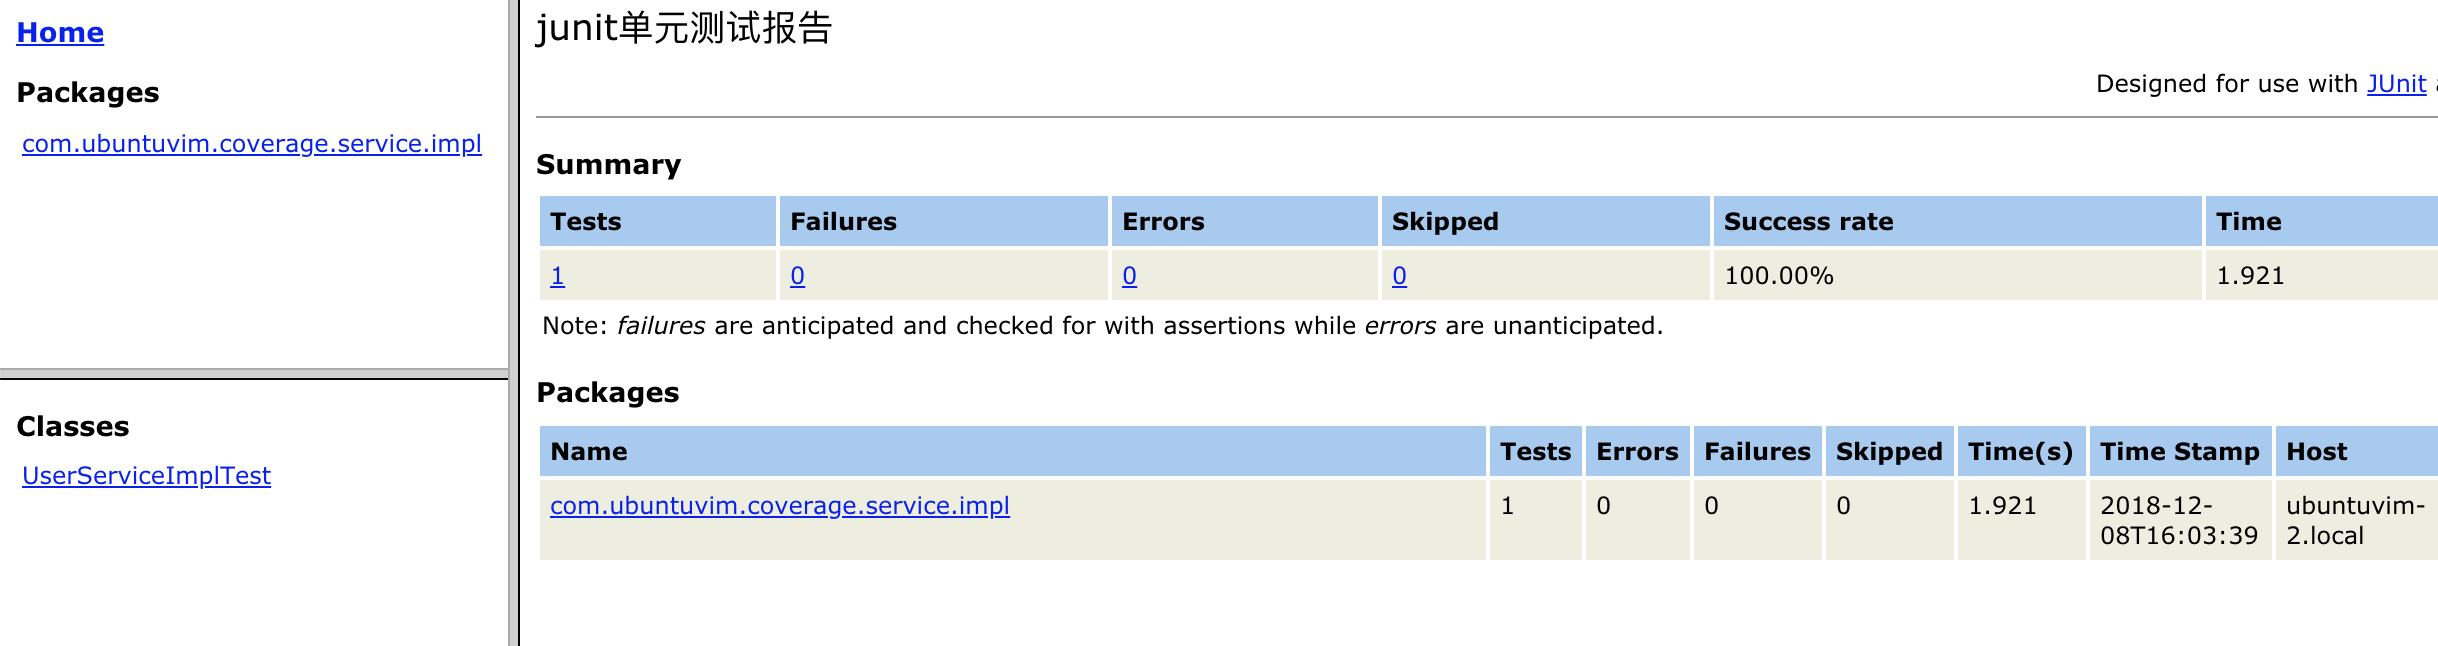 Home
Packages
com.ubuntuvim.coverage.service.impl
Classes
UserServiceImplTest
junit单元测试报告
Designed for use with JUnit
Summary
Tests Failures Errors Skipped Success rate Time
1 0 0 0 100.00% 1.921
Note: failures are anticipated and checked for with assertions while errors are unanticipated.
Packages
Name Tests Errors Failures Skipped Time(s) Time Stamp Host
com.ubuntuvim.coverage.service.impl 1 0 0 0 1.921 2018-12- ubuntuvim-
08T16:03:39 2.local